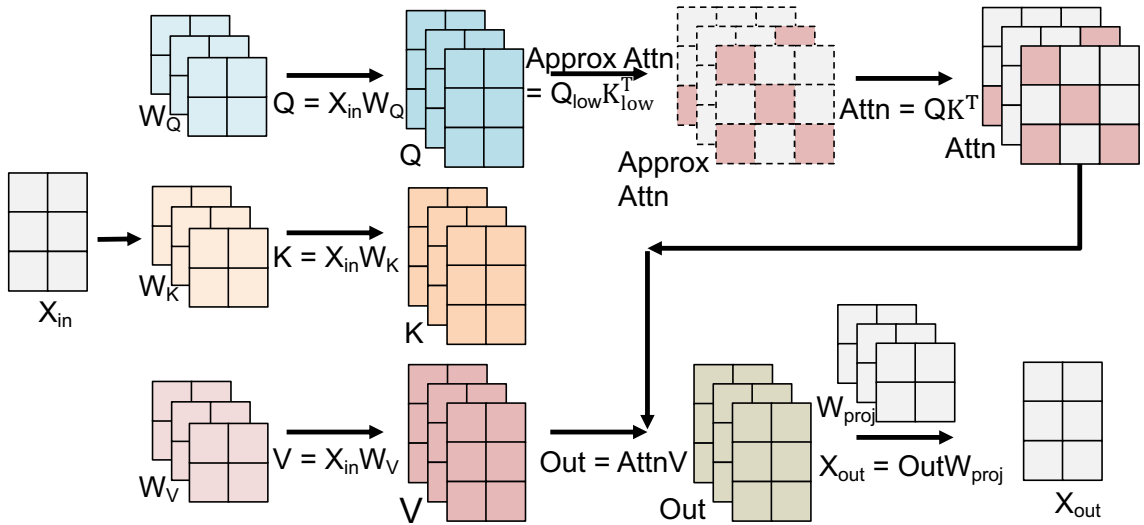 W_Q
Q = X_in W_Q
Q
Approx Attn
= Q_low K_low^T
Approx
Attn
Attn = QK^T
Attn
X_in
W_K
K = X_in W_K
K
W_V
V = X_in W_V
V
Out = AttnV
Out
W_proj
X_out = OutW_proj
X_out